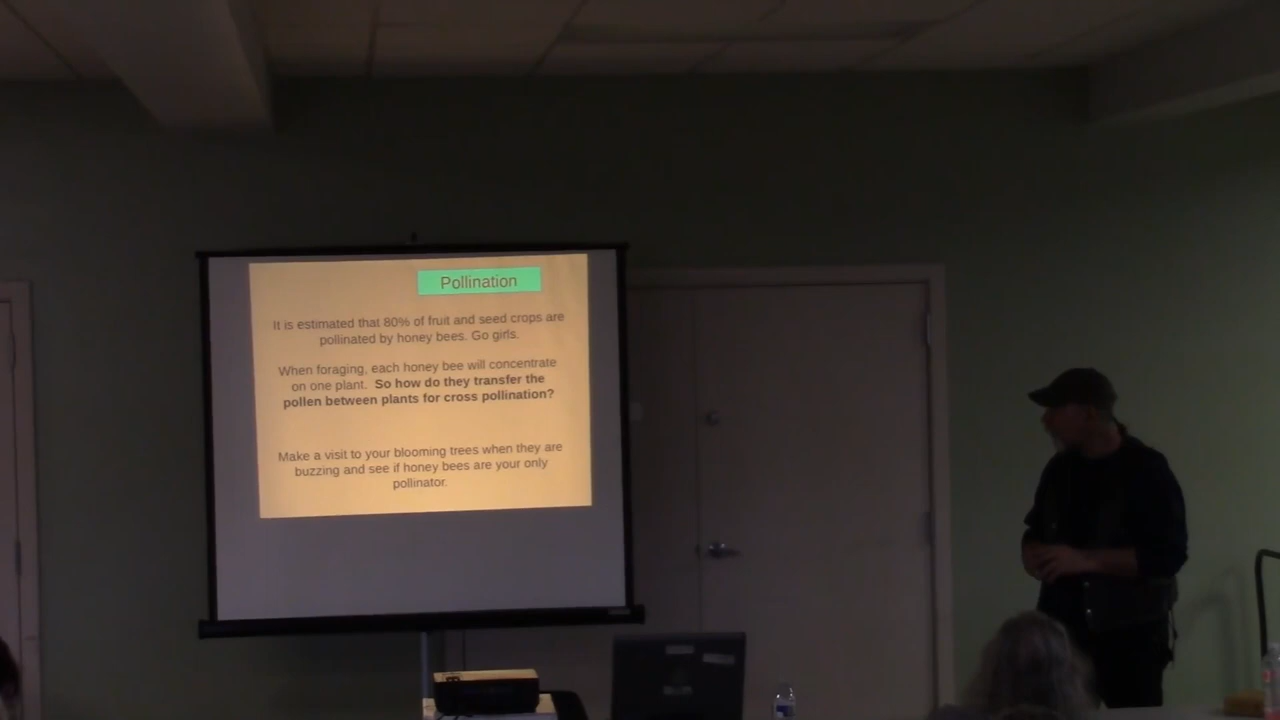 Pollination
It is estimated that 80% of fruit and seed crops are
pollinated by honey bees. Go girls.
When foraging, each honey bee will concentrate
on one plant. So how do they transfer the
pollen between plants for cross pollination?
Make a visit to your blooming trees when they are
buzzing and see if honey bees are your only
pollinator.